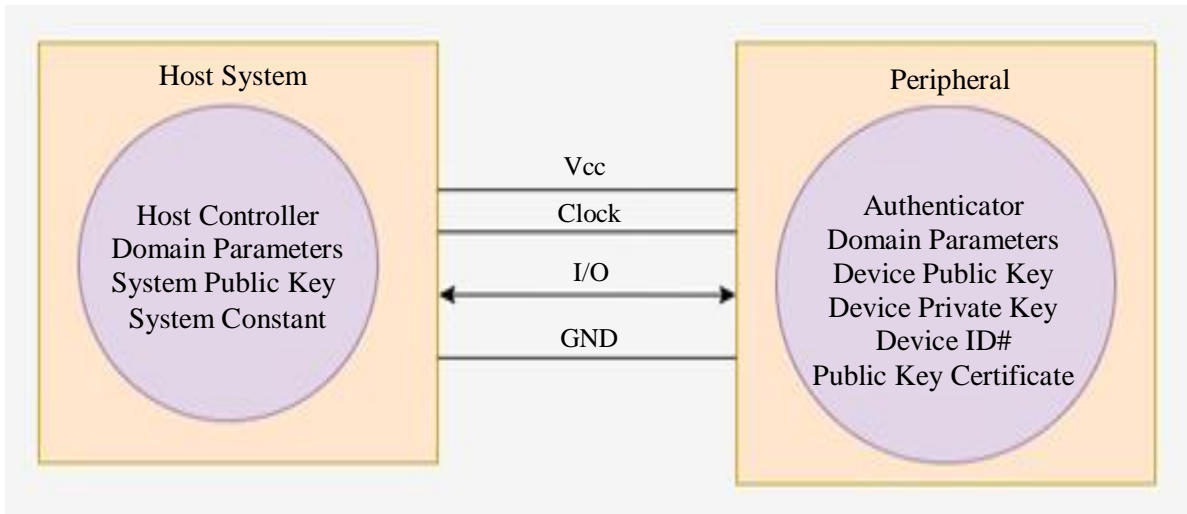 Host System
Host Controller
Domain Parameters
System Public Key
System Constant
Vcc
Clock
I/O
GND
Peripheral
Authenticator
Domain Parameters
Device Public Key
Device Private Key
Device ID#
Public Key Certificate